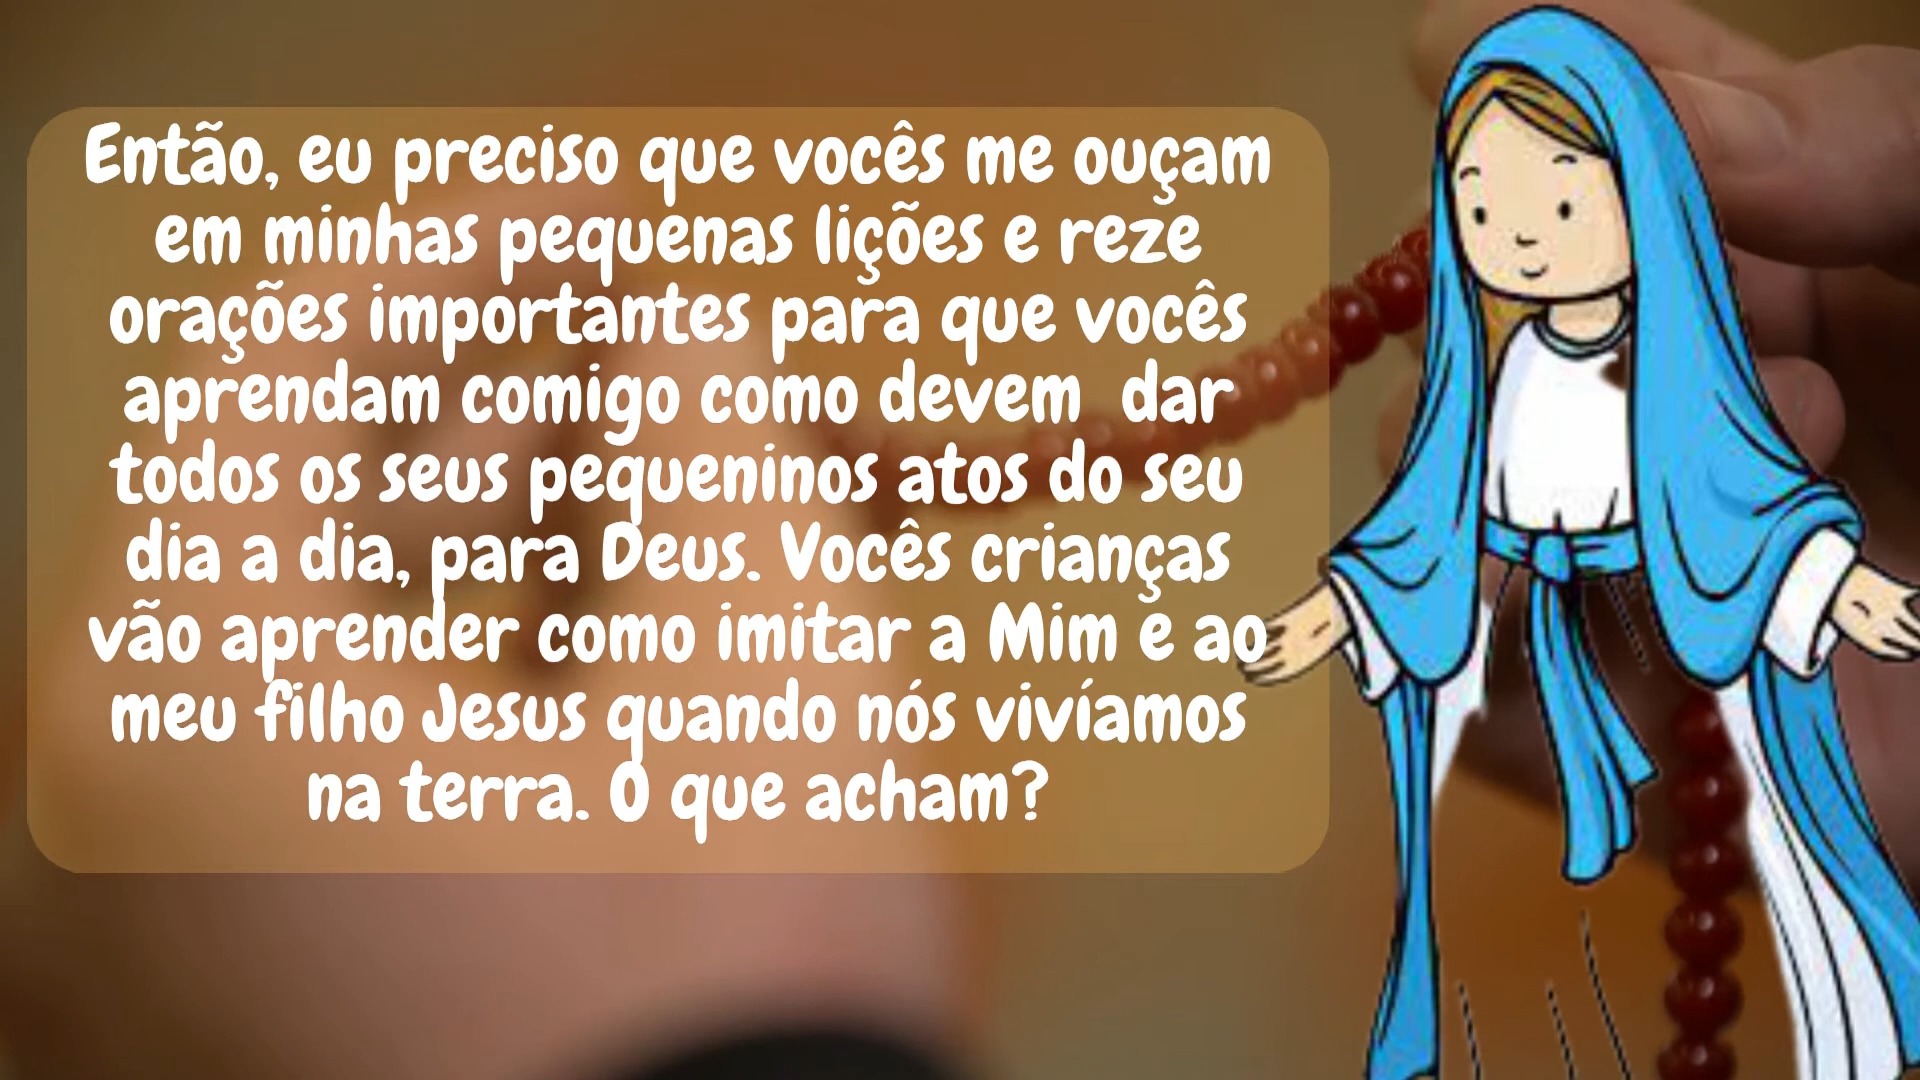 Então, eu preciso que vocês me ouçam
em minhas pequenas lições e reze
orações importantes para que vocês
aprendam comigo como devem dar
todos os seus pequeninos atos do seu
dia a dia, para Deus. Vocês crianças
vão aprender como imitar a Mim e ao
meu filho Jesus quando nós vivíamos
na terra. O que acham?